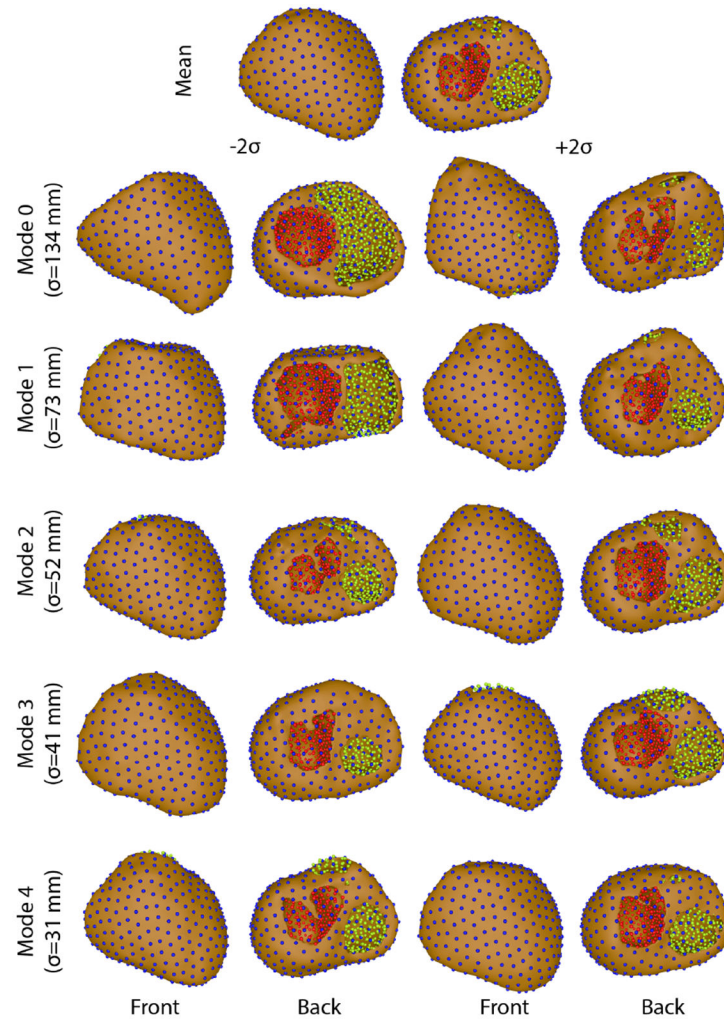 Mean
-2σ
+2σ
Mode 0
(σ=134 mm)
Mode 1
(σ=73 mm)
Mode 2
(σ=52 mm)
Mode 3
(σ=41 mm)
Mode 4
(σ=31 mm)
Front
Back
Front
Back